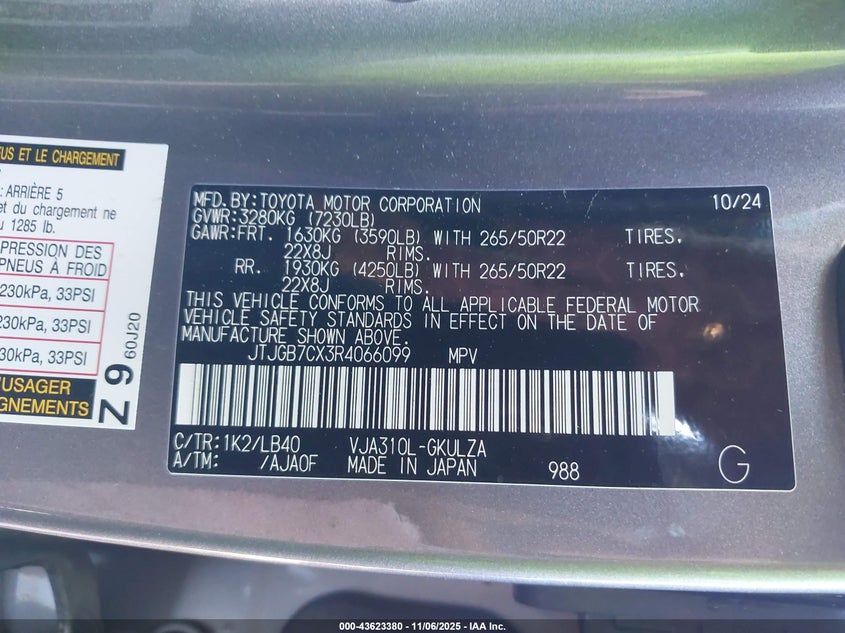 US ET LE CHARGEMENT
: ARRIÈRE 5
et du chargement ne
1285 lb.
PRESSION DES
PNEUS À FROID
230kPa, 33PSI
230kPa, 33PSI
30kPa, 33PSI
USAGER
GNEMENTS
Z 9 60J20
MFD.BY:TOYOTA MOTOR CORPORATION 10/24
GVWR:3280KG (7230LB)
GAWR:FRT. 1630KG (3590LB) WITH 265/50R22 TIRES.
22X8J RIMS.
RR. 1930KG (4250LB) WITH 265/50R22 TIRES.
22X8J RIMS.
THIS VEHICLE CONFORMS TO ALL APPLICABLE FEDERAL MOTOR
VEHICLE SAFETY STANDARDS IN EFFECT ON THE DATE OF
MANUFACTURE SHOWN ABOVE.
JTJGB7CX3R4066099 MPV
C/TR:1K2/LB40 VJA310L-GKULZA
A/TM: /AJA0F MADE IN JAPAN 988
G
000-43623380 - 11/06/2025 - IAA Inc.